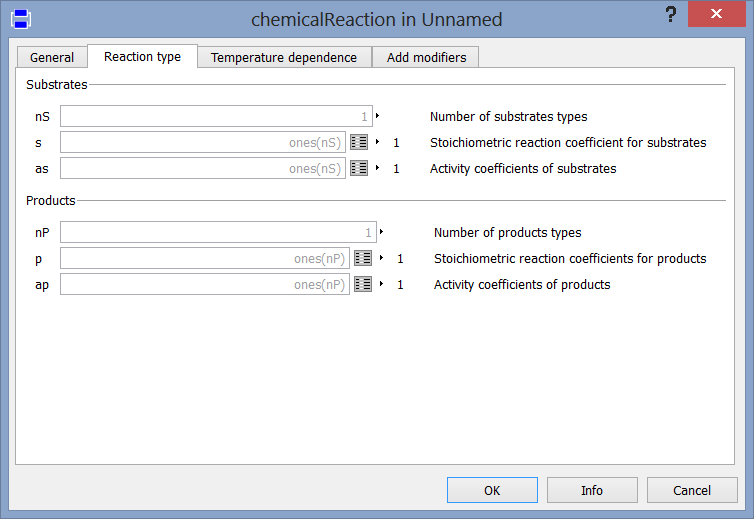 chemicalReaction in Unnamed
?
x
General Reaction type Temperature dependence Add modifiers
Substrates
nS 1 Number of substrates types
s ones(nS) 1 Stoichiometric reaction coefficient for substrates
as ones(nS) 1 Activity coefficients of substrates
Products
nP 1 Number of products types
p ones(nP) 1 Stoichiometric reaction coefficients for products
ap ones(nP) 1 Activity coefficients of products
OK Info Cancel